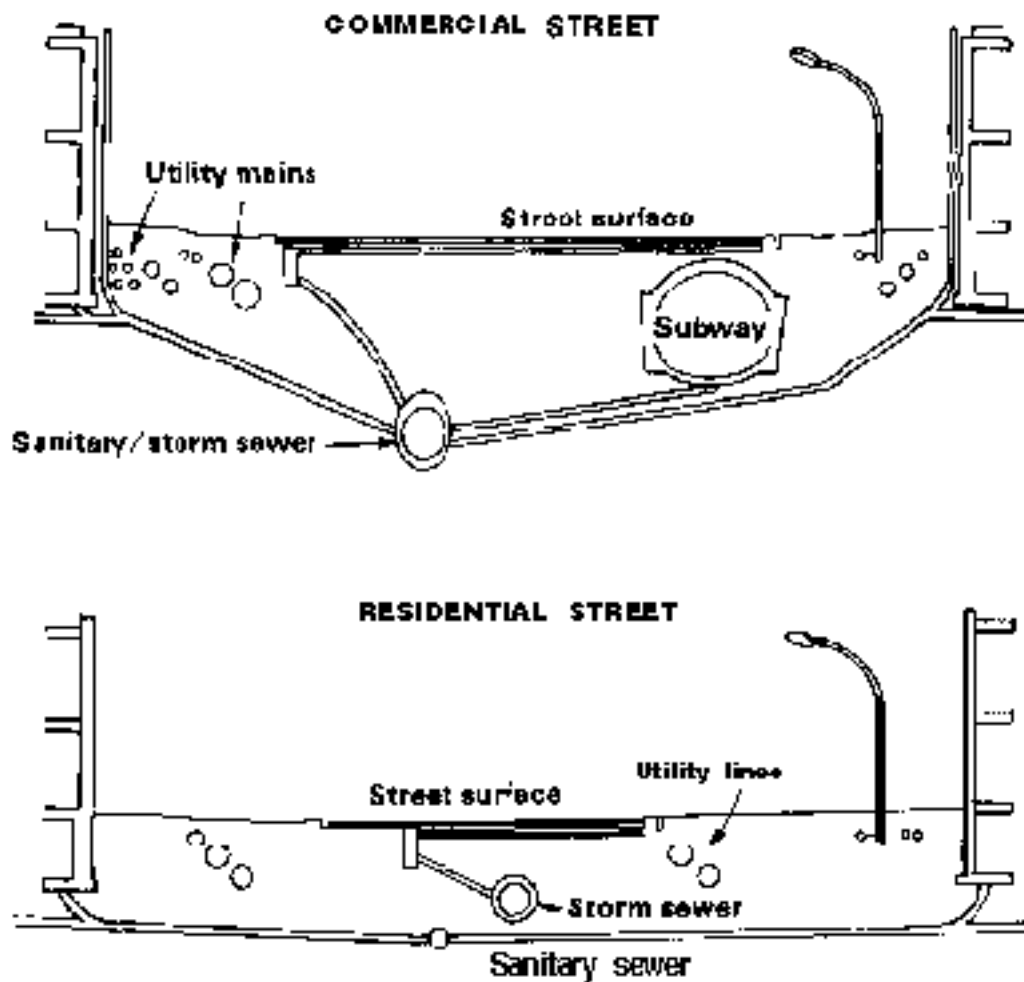 COMMERCIAL STREET
Utility mains
Street surface
Subway
Sanitary/storm sewer
RESIDENTIAL STREET
Utility lines
Street surface
Storm sewer
Sanitary sewer